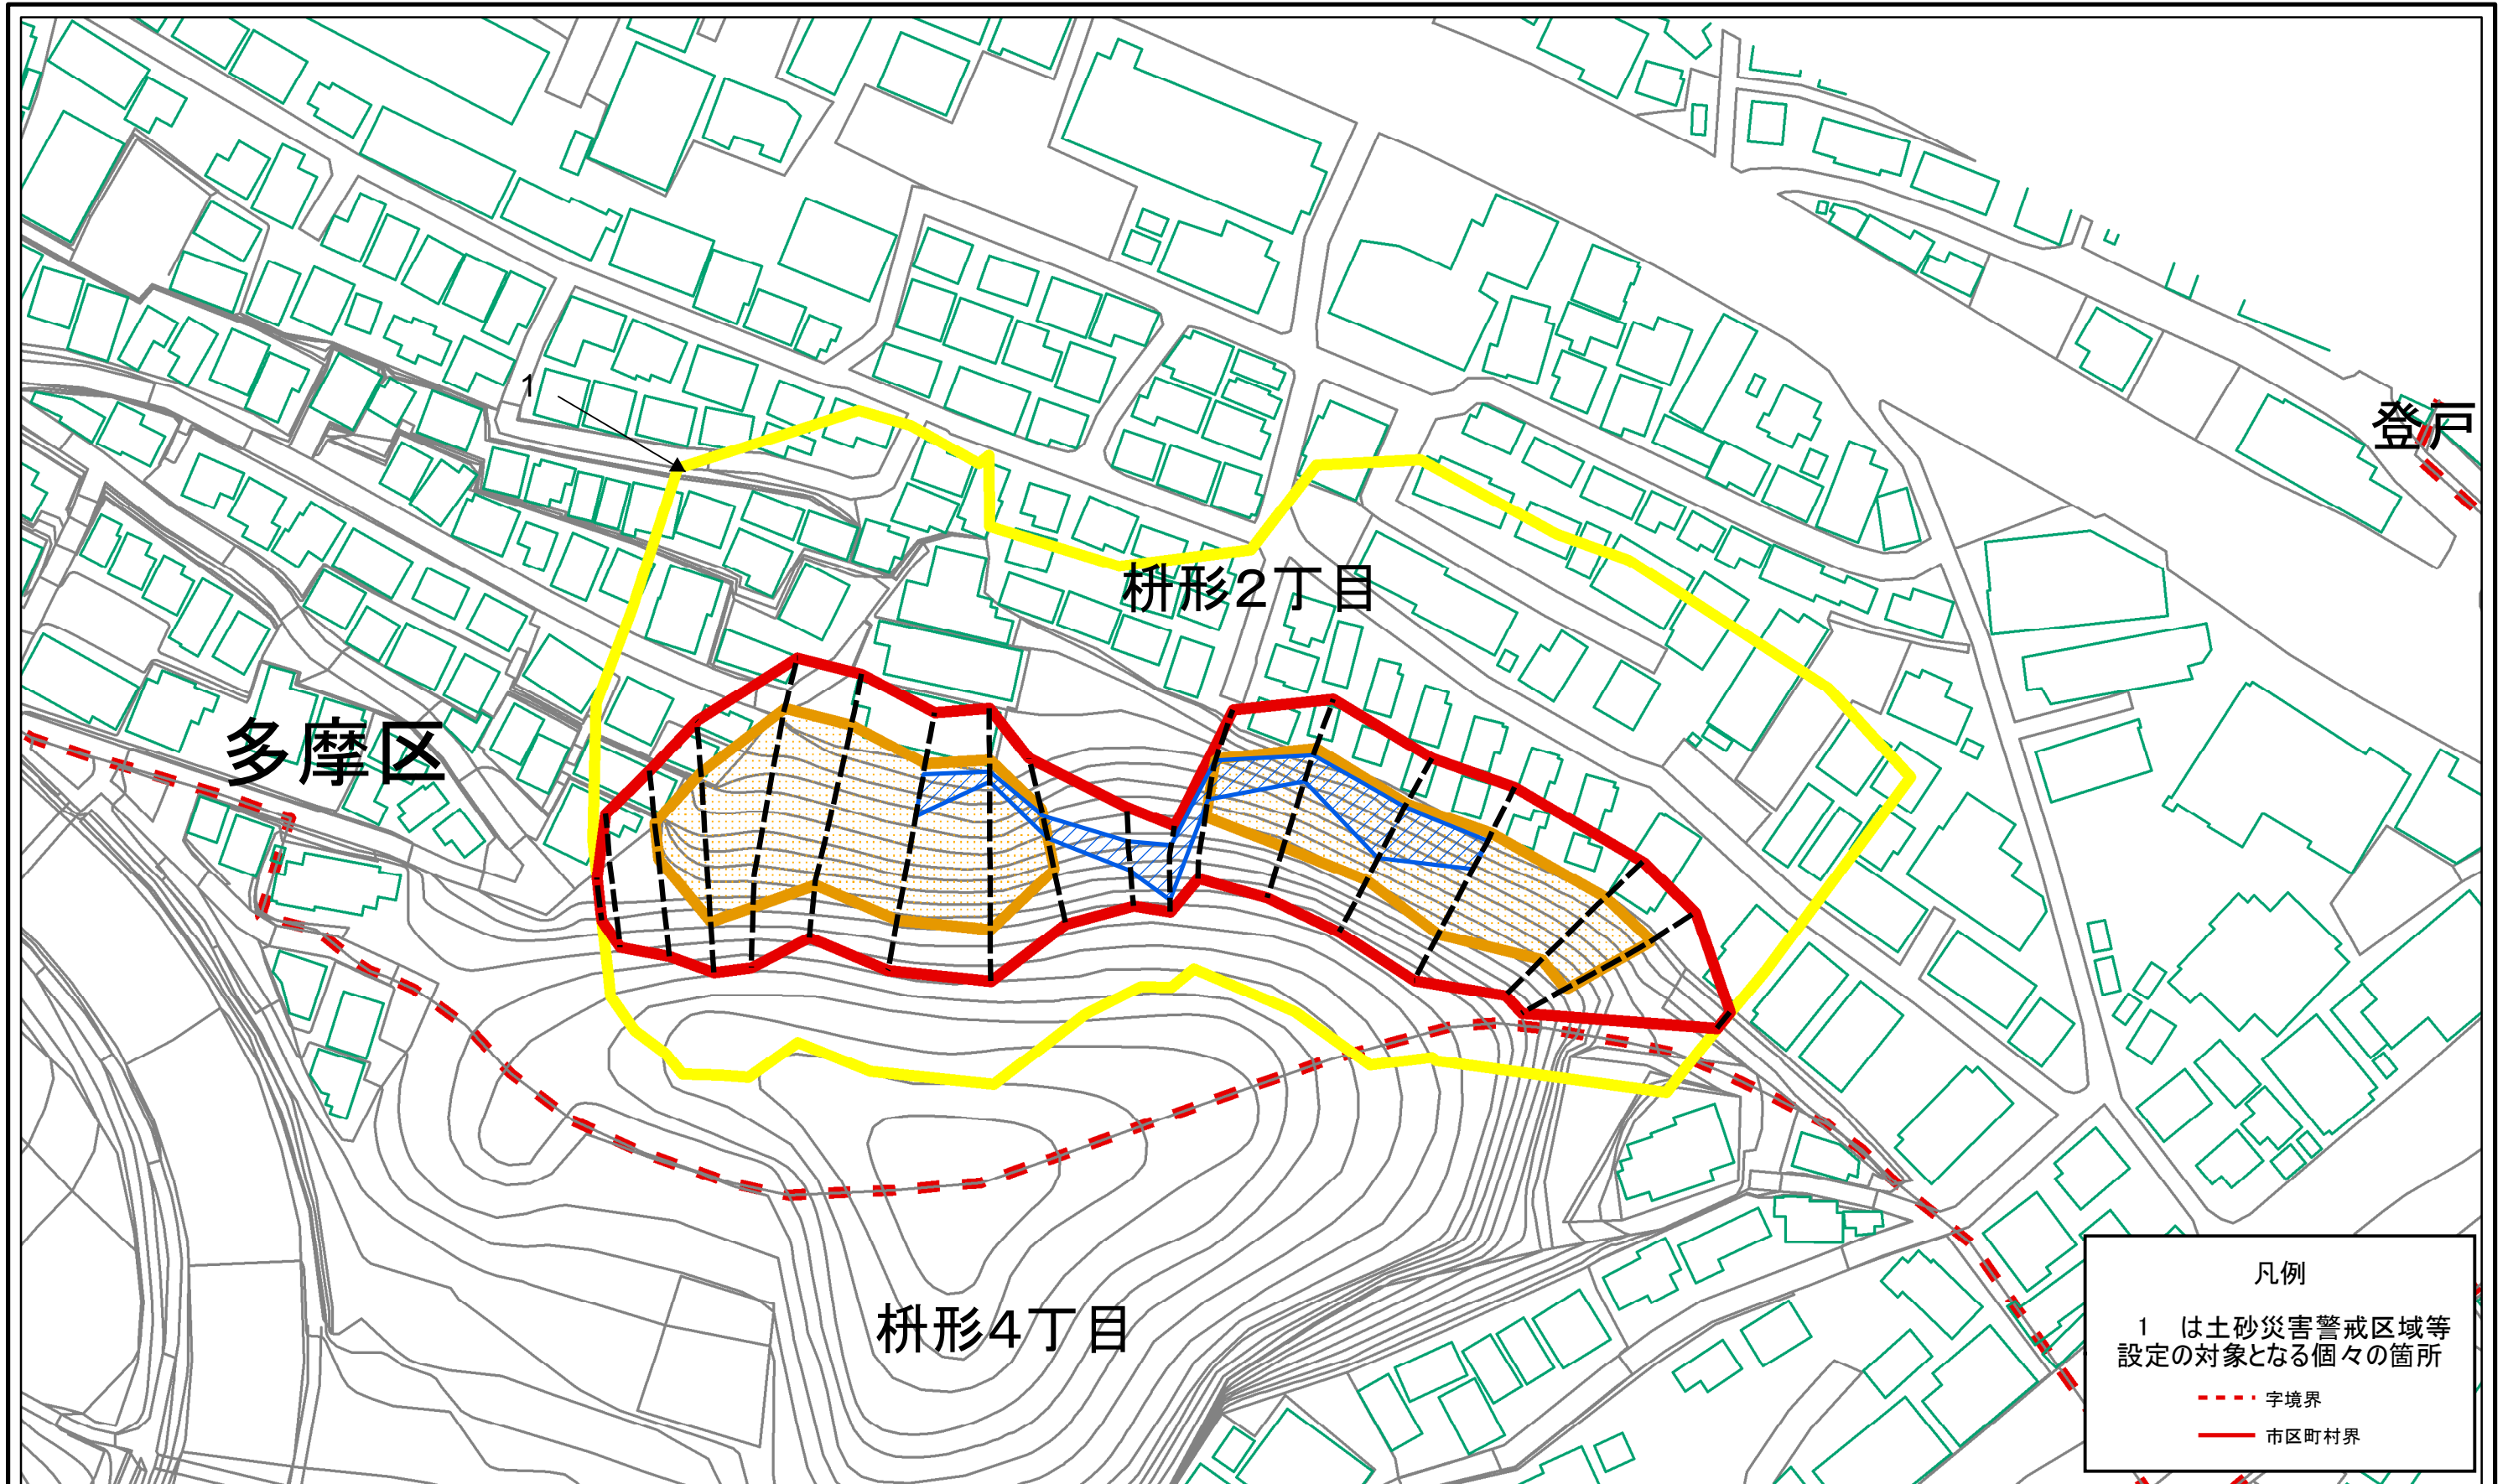 1
登戸
枡形2丁目
多摩区
枡形4丁目
凡例
1　は土砂災害警戒区域等
設定の対象となる個々の箇所
字境界
市区町村界